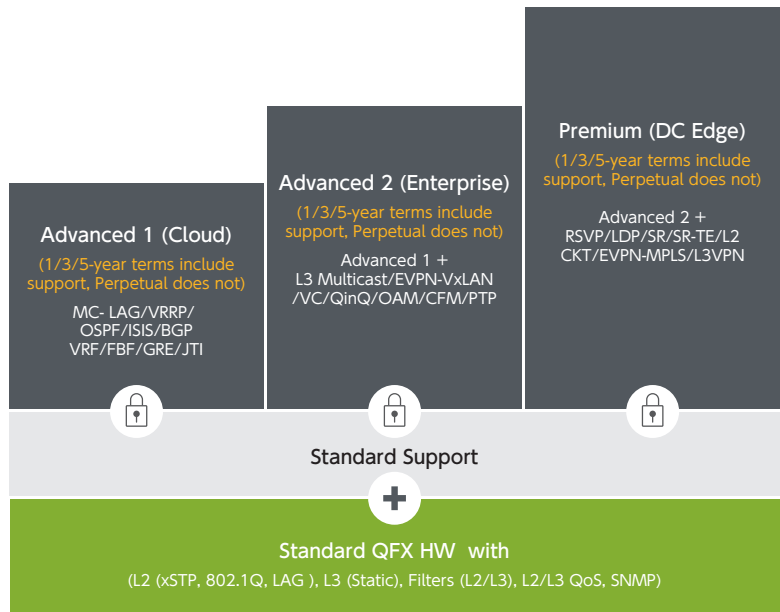 Advanced 1 (Cloud)
(1/3/5-year terms include
support, Perpetual does not)
MC- LAG/VRRP/
OSPF/ISIS/BGP
VRF/FBF/GRE/JTI
Advanced 2 (Enterprise)
(1/3/5-year terms include
support, Perpetual does not)
Advanced 1 +
L3 Multicast/EVPN-VxLAN
/VC/QinQ/OAM/CFM/PTP
Premium (DC Edge)
(1/3/5-year terms include
support, Perpetual does not)
Advanced 2 +
RSVP/LDP/SR/SR-TE/L2
CKT/EVPN-MPLS/L3VPN
Standard Support
+
Standard QFX HW with
(L2 (xSTP, 802.1Q, LAG ), L3 (Static), Filters (L2/L3), L2/L3 QoS, SNMP)